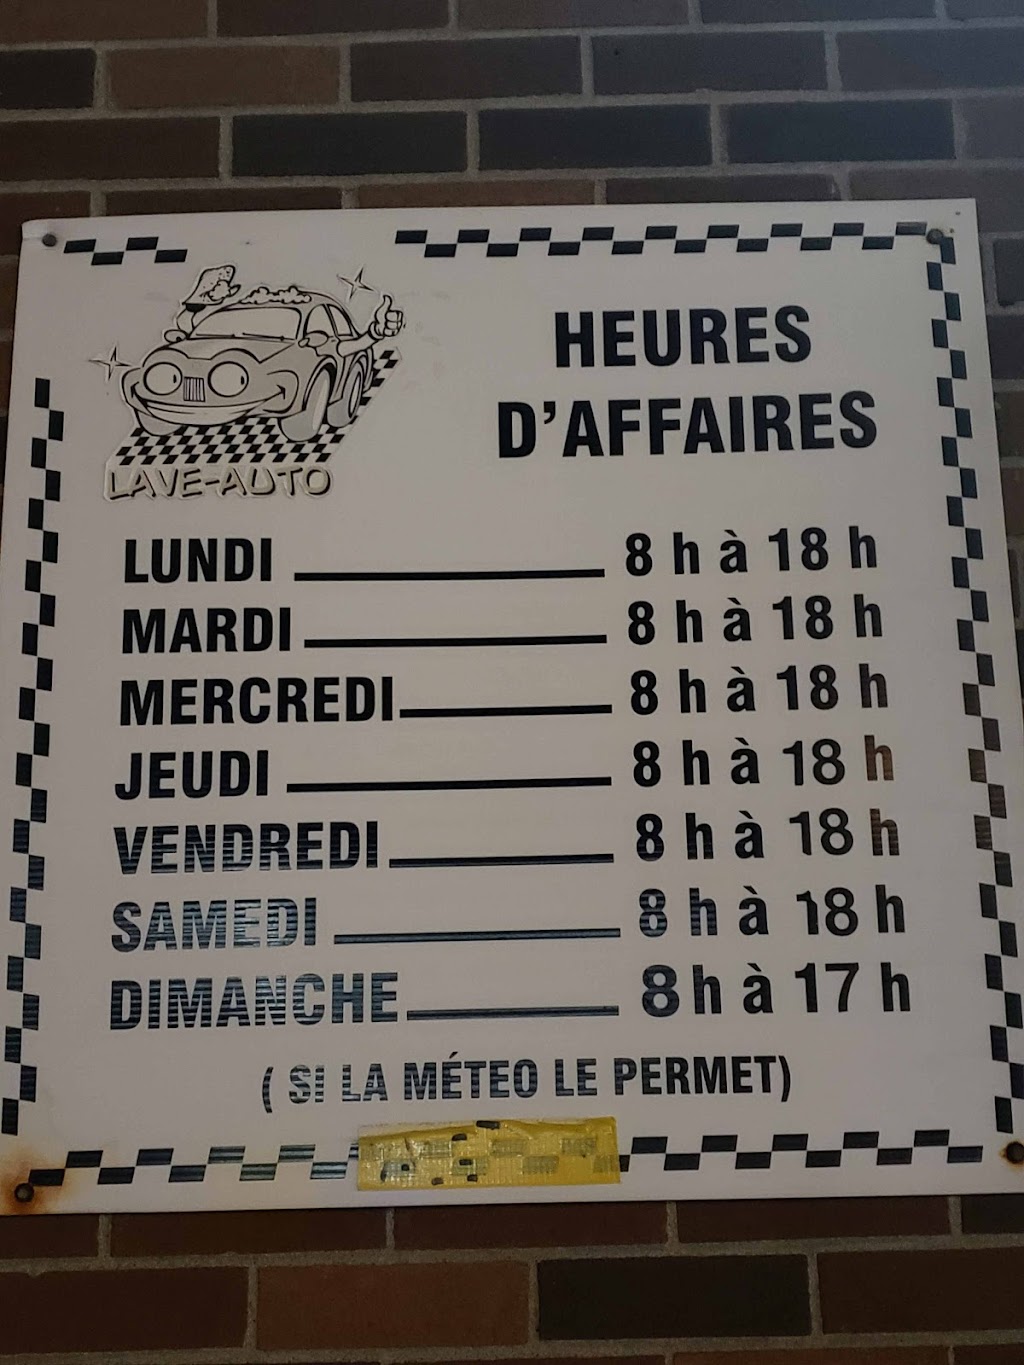 HEURES
D'AFFAIRES
LAVE-AUTO
LUNDI 8 h à 18 h
MARDI 8 h à 18 h
MERCREDI 8 h à 18 h
JEUDI 8 h à 18 h
VENDREDI 8 h à 18 h
SAMEDI 8 h à 18 h
DIMANCHE 8 h à 17 h
( SI LA MÉTEO LE PERMET)